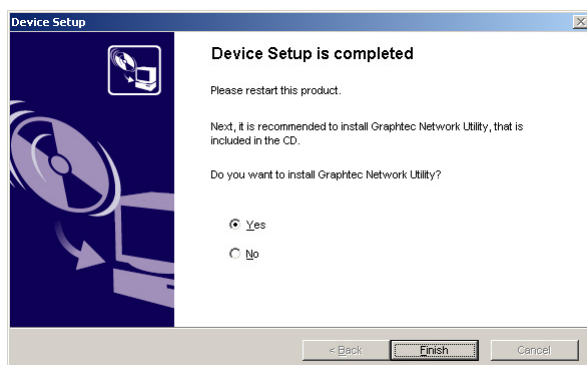 Device Setup
Device Setup is completed
Please restart this product.
Next, it is recommended to install Graphtec Network Utility, that is
included in the CD.
Do you want to install Graphtec Network Utility?
Yes
No
< Back
Finish
Cancel